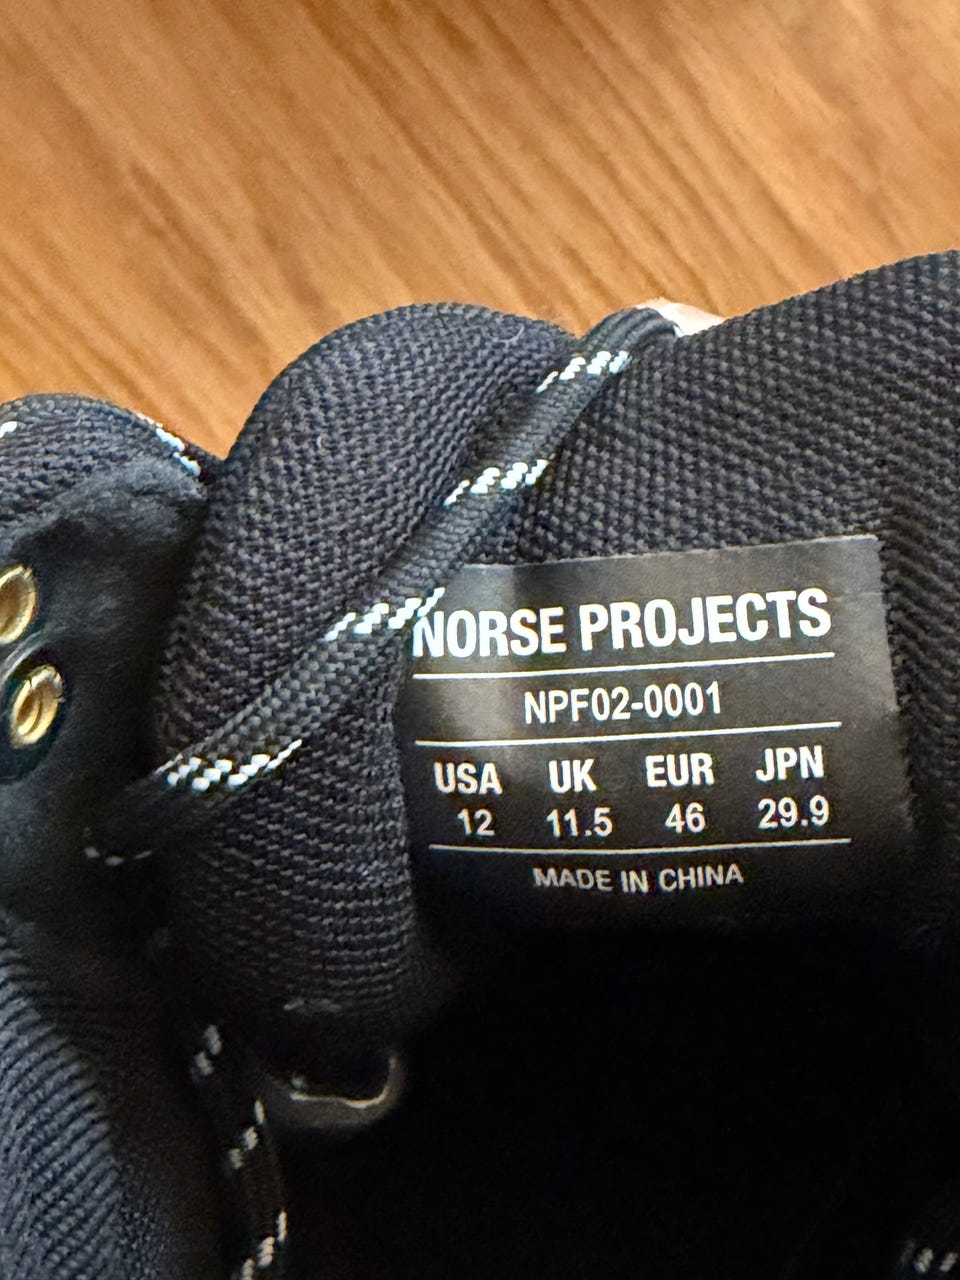 NORSE PROJECTS
NPF02-0001
USA UK EUR JPN
12 11.5 46 29.9
MADE IN CHINA